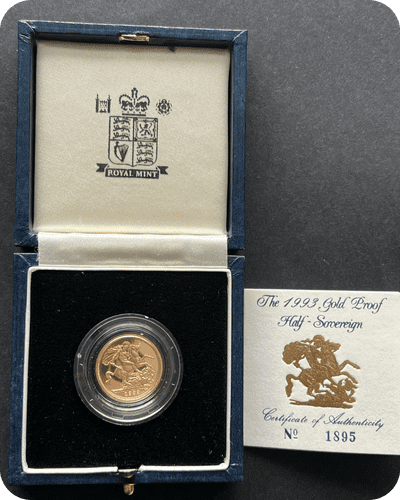 ROYAL MINT
The 1993 Gold Proof
Half - Sovereign
Certificate of Authenticity
Nº 1895